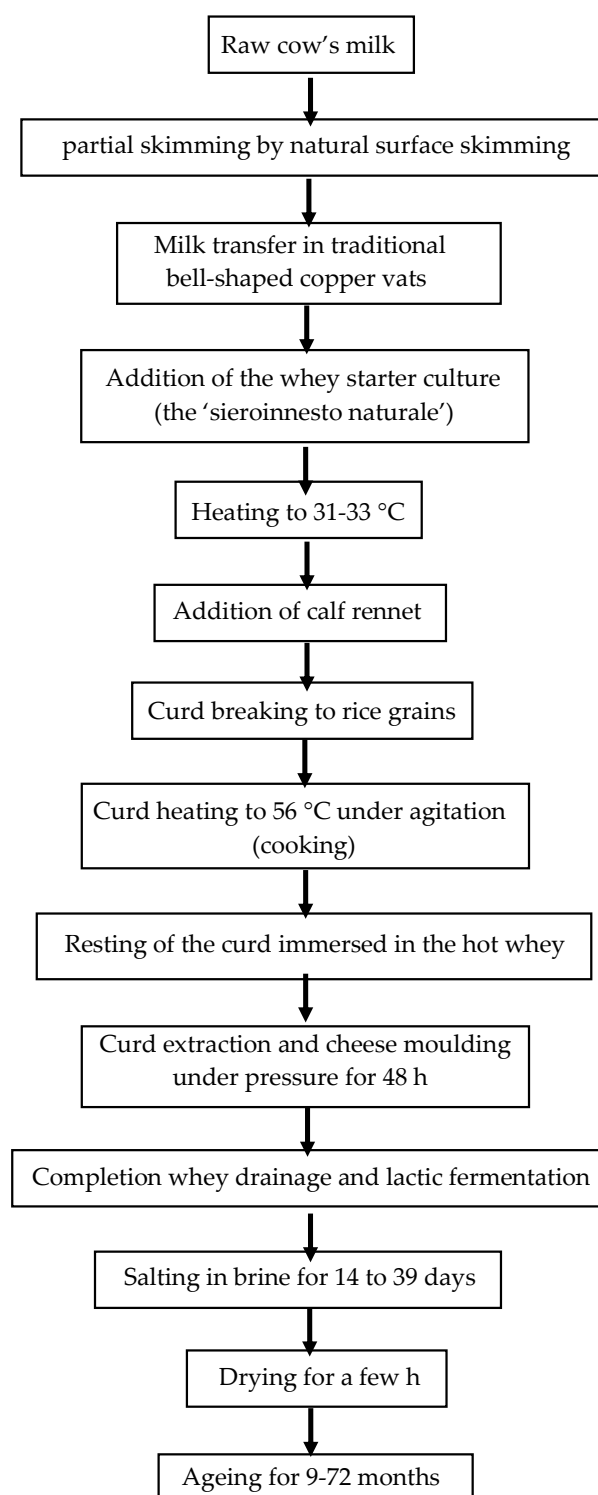 Raw cow’s milk
partial skimming by natural surface skimming
Milk transfer in traditional
bell-shaped copper vats
Addition of the whey starter culture
(the ‘sieroinnesto naturale’)
Heating to 31-33 °C
Addition of calf rennet
Curd breaking to rice grains
Curd heating to 56 °C under agitation
(cooking)
Resting of the curd immersed in the hot whey
Curd extraction and cheese moulding
under pressure for 48 h
Completion whey drainage and lactic fermentation
Salting in brine for 14 to 39 days
Drying for a few h
Ageing for 9-72 months